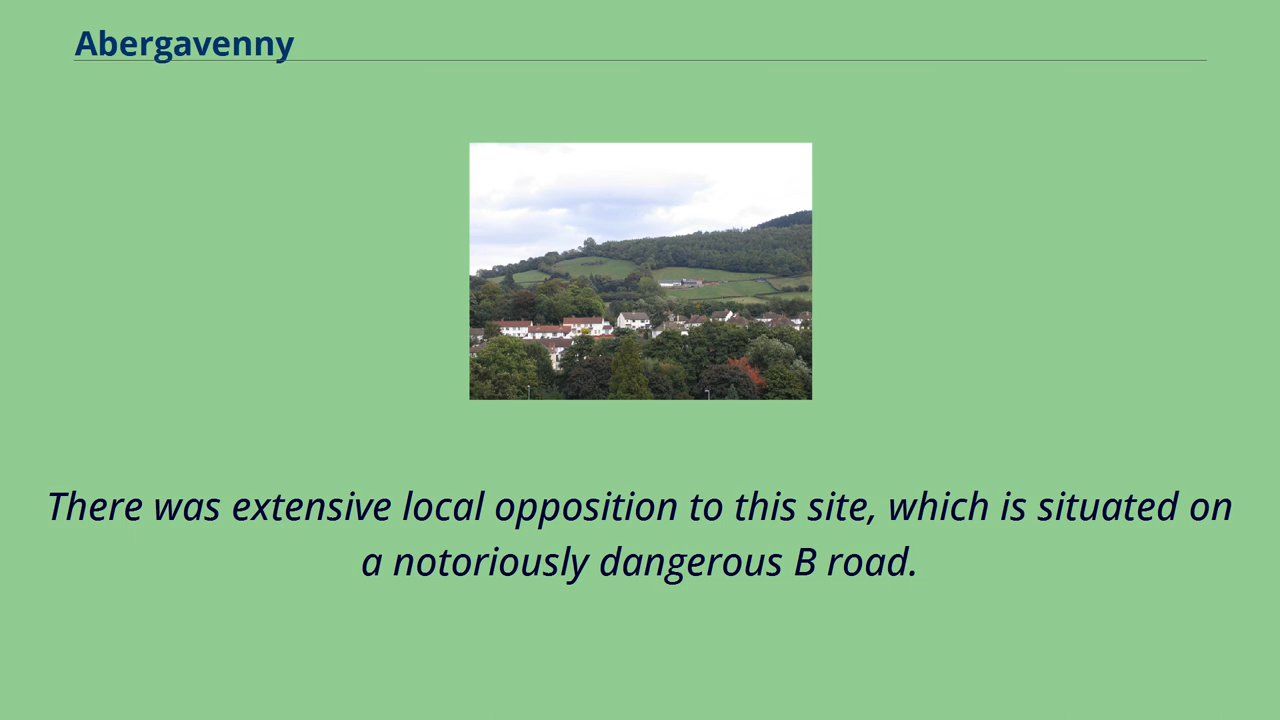 Abergavenny
There was extensive local opposition to this site, which is situated on
a notoriously dangerous B road.